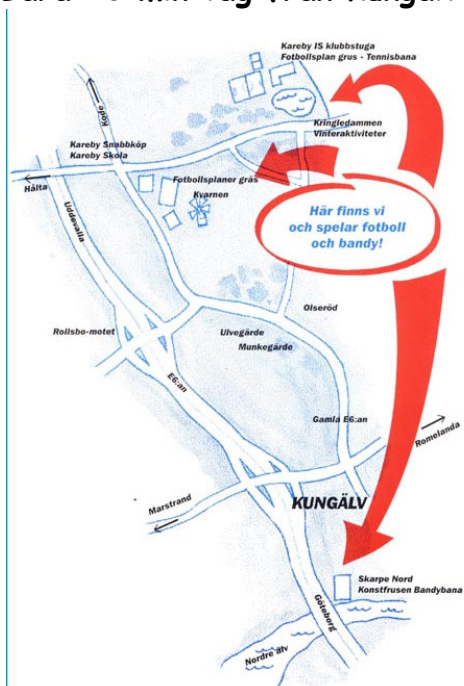 Kareby IS klubbstuga
Fotbollsplan grus - Tennisbana
Kode
Kringledammen
Vinteraktiviteter
Kareby Snabbköp
Kareby Skola
Hålta
Fotbollsplaner gräs
Kvarnen
Uddevalla
Här finns vi
och spelar fotboll
och bandy!
Olseröd
Rollsbo-motet
Ulvegärde
Munkegärde
E6:an
Gamla E6:an
Romelanda
Marstrand
KUNGÄLV
Skarpe Nord
Konstfrusen Bandybana
Göteborg
Nordre älv